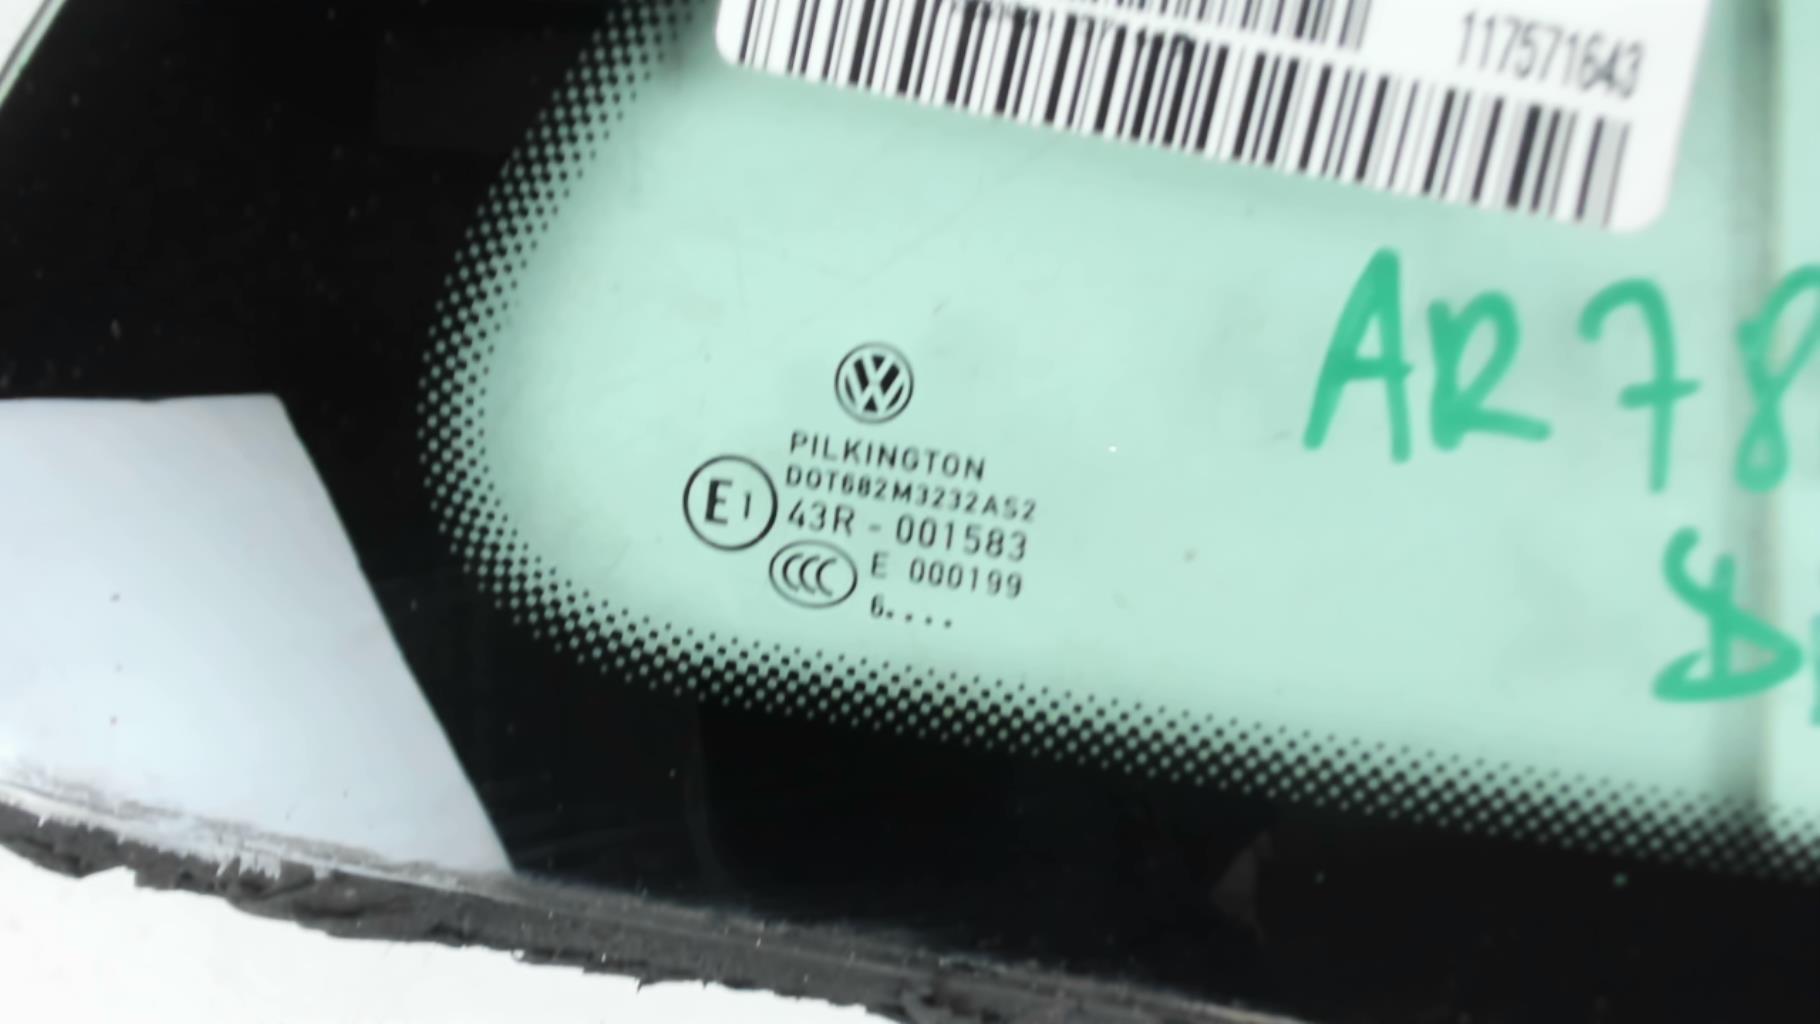 117571643
AR 78
PILKINGTON
DOT682M3232AS2
E1
43R - 001583
CCC
E 000199
6. . . .